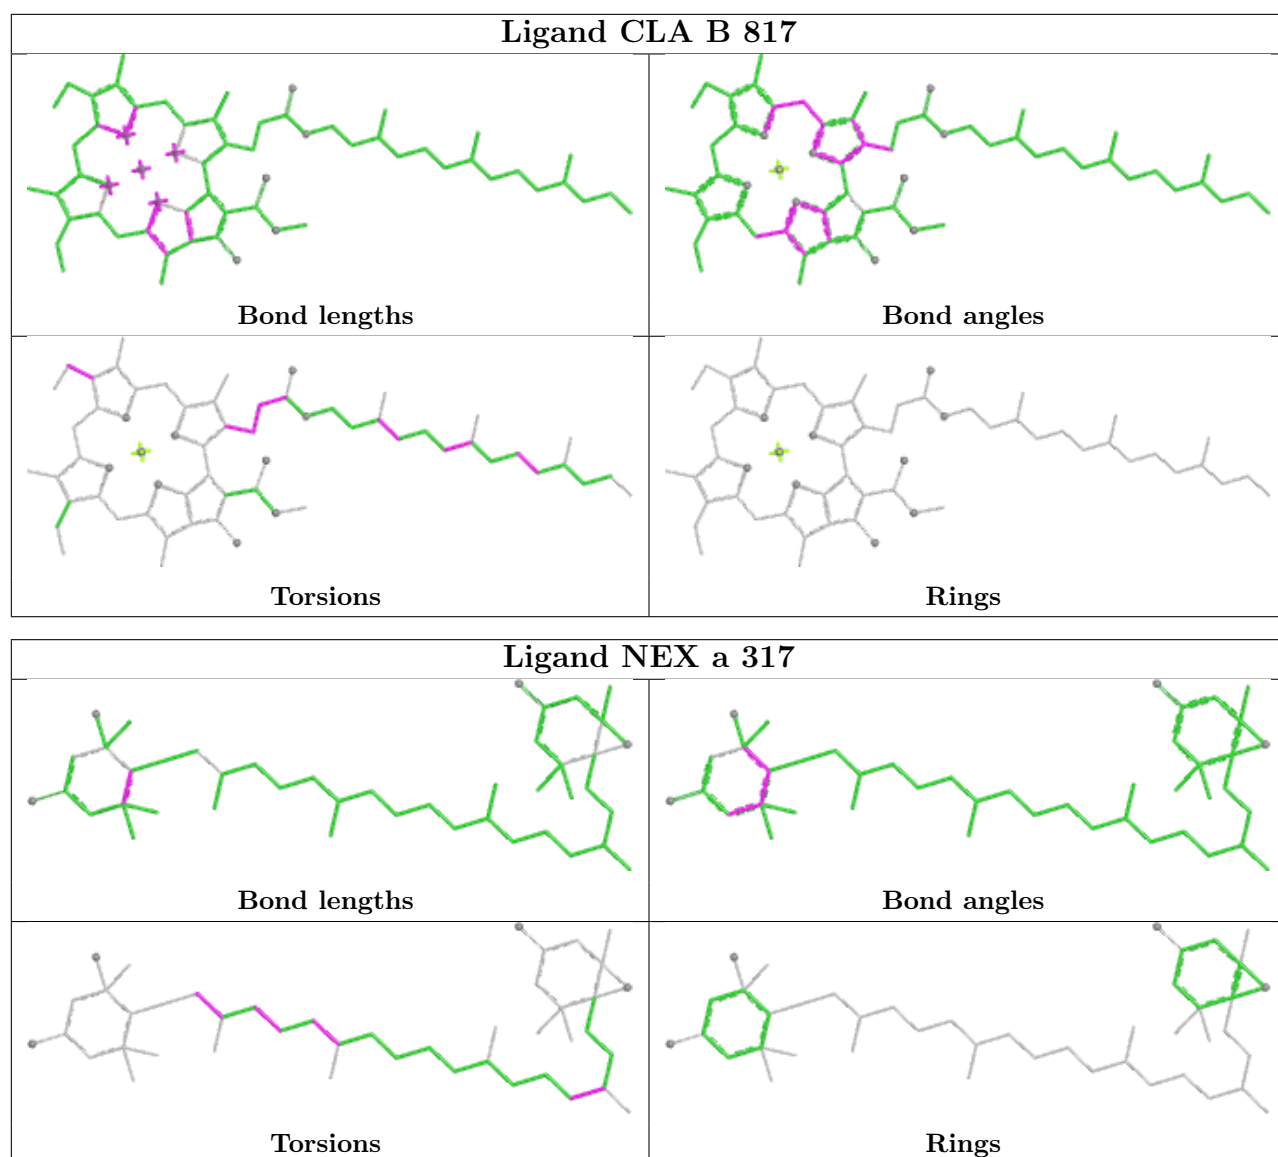 Ligand CLA B 817
Bond lengths
Bond angles
Torsions
Rings
Ligand NEX a 317
Bond lengths
Bond angles
Torsions
Rings